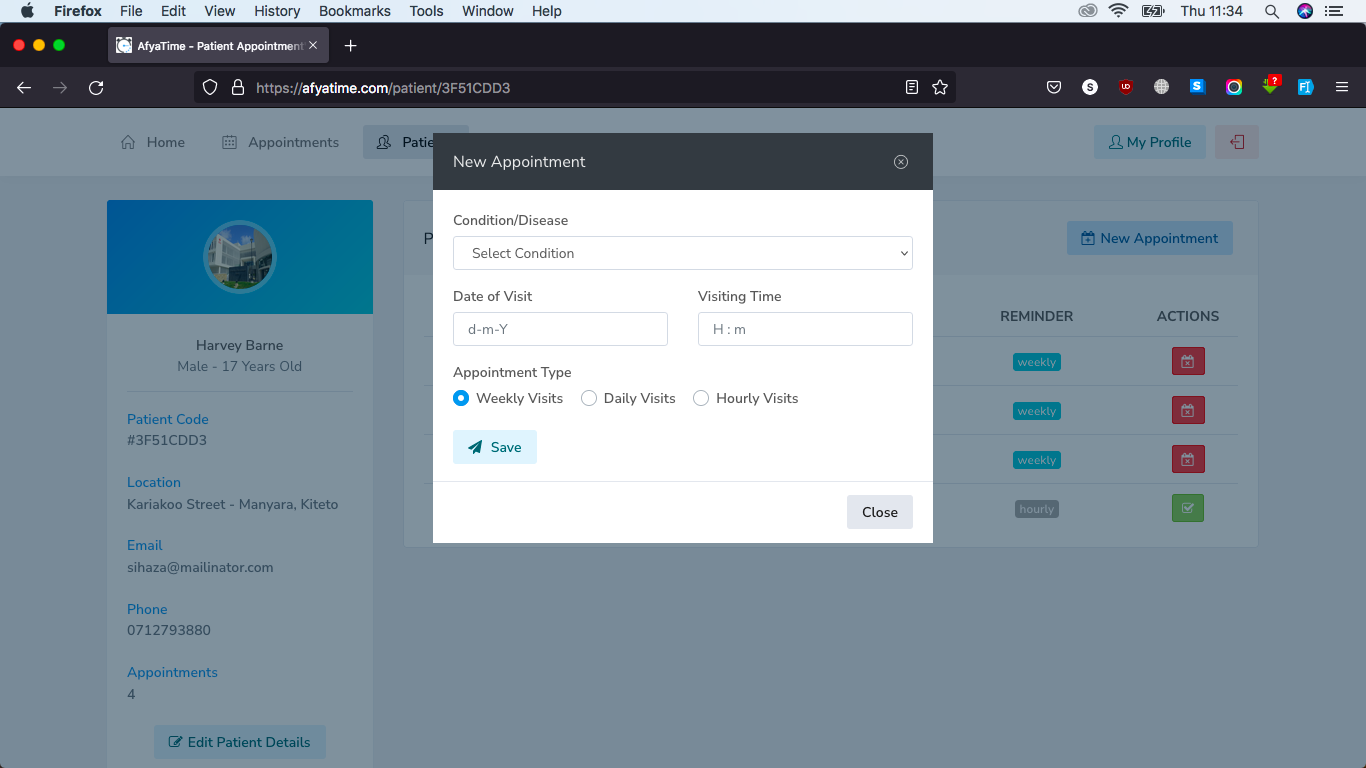 Firefox File Edit View History Bookmarks Tools Window Help Thu 11:34
AfyaTime - Patient Appointment
https://afyatime.com/patient/3F51CDD3
Home Appointments My Profile
New Appointment
Condition/Disease
Select Condition
Date of Visit Visiting Time
d-m-Y H : m
Appointment Type
Weekly Visits Daily Visits Hourly Visits
Save
Close
Harvey Barne
Male - 17 Years Old
Patient Code
#3F51CDD3
Location
Kariakoo Street - Manyara, Kiteto
Email
sihaza@mailinator.com
Phone
0712793880
Appointments
4
Edit Patient Details
New Appointment
REMINDER ACTIONS
weekly
weekly
weekly
hourly